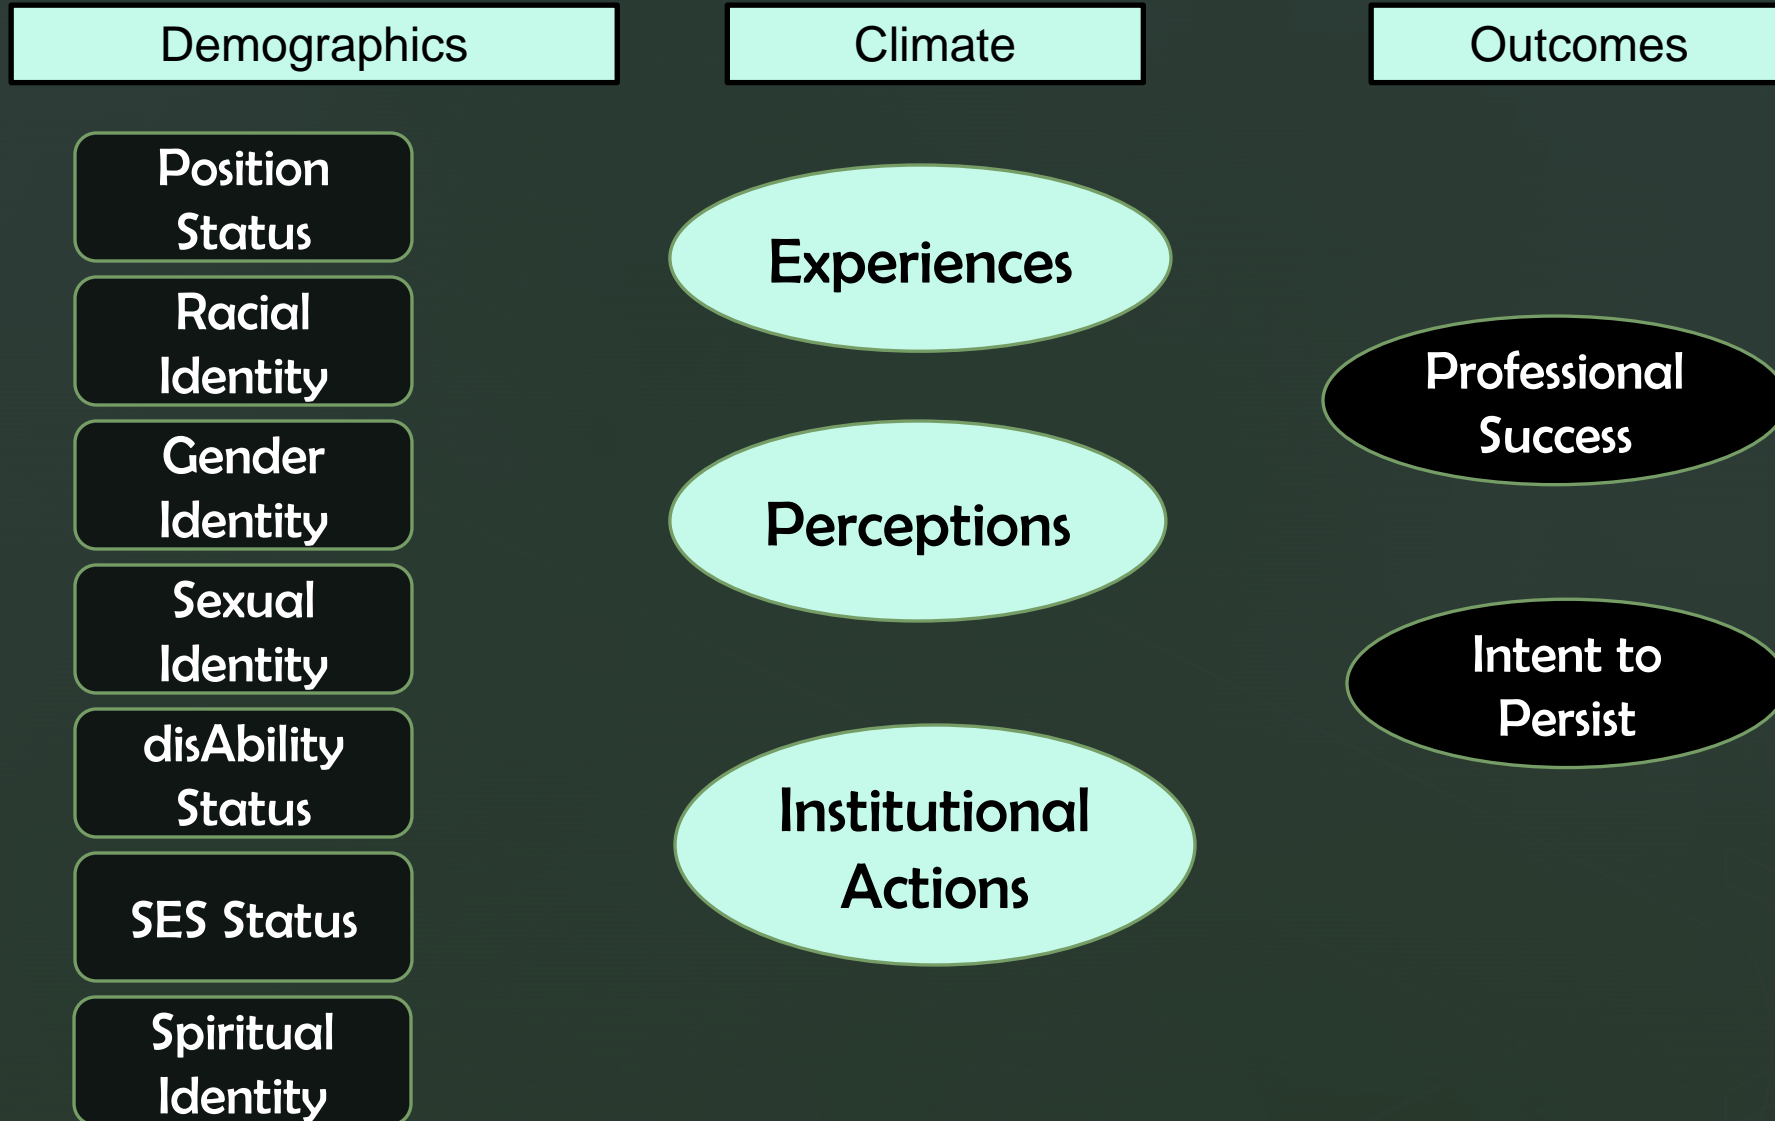 Demographics
Climate
Outcomes
Position
Status
Racial
Identity
Gender
Identity
Sexual
Identity
disAbility
Status
SES Status
Spiritual
Identity
Experiences
Perceptions
Institutional
Actions
Professional
Success
Intent to
Persist